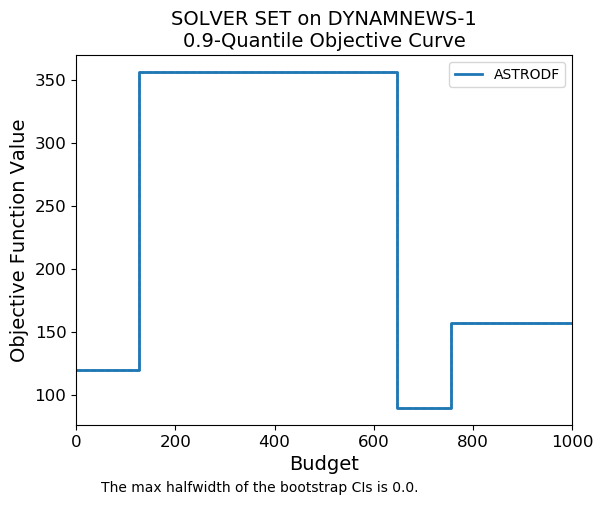 SOLVER SET on DYNAMNEWS-1
0.9-Quantile Objective Curve
ASTRODF
Objective Function Value
350
300
250
200
150
100
0 200 400 600 800 1000
Budget
The max halfwidth of the bootstrap CIs is 0.0.